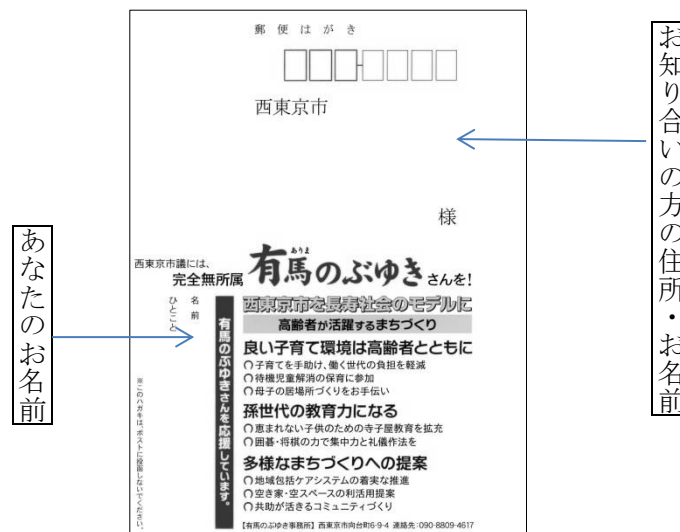 郵便はがき
西東京市
様
お知り合いの方の住所・お名前
あなたのお名前
西東京市議には、
完全無所属
ありま
有馬のぶゆきさんを!
名前
ひとこと
有馬のぶゆきさんを応援しています。
※このハガキは、ポストに投函しないでください。
西東京市を長寿社会のモデルに
高齢者が活躍するまちづくり
良い子育て環境は高齢者とともに
○子育てを手助け、働く世代の負担を軽減
○待機児童解消の保育に参加
○母子の居場所づくりをお手伝い
孫世代の教育力になる
○恵まれない子供のための寺子屋教育を拡充
○囲碁・将棋の力で集中力と礼儀作法を
多様なまちづくりへの提案
○地域包括ケアシステムの着実な推進
○空き家・空スペースの利活用提案
○共助が活きるコミュニティづくり
【有馬のぶゆき事務所】西東京市向台町6-9-4 連絡先:090-8809-4617